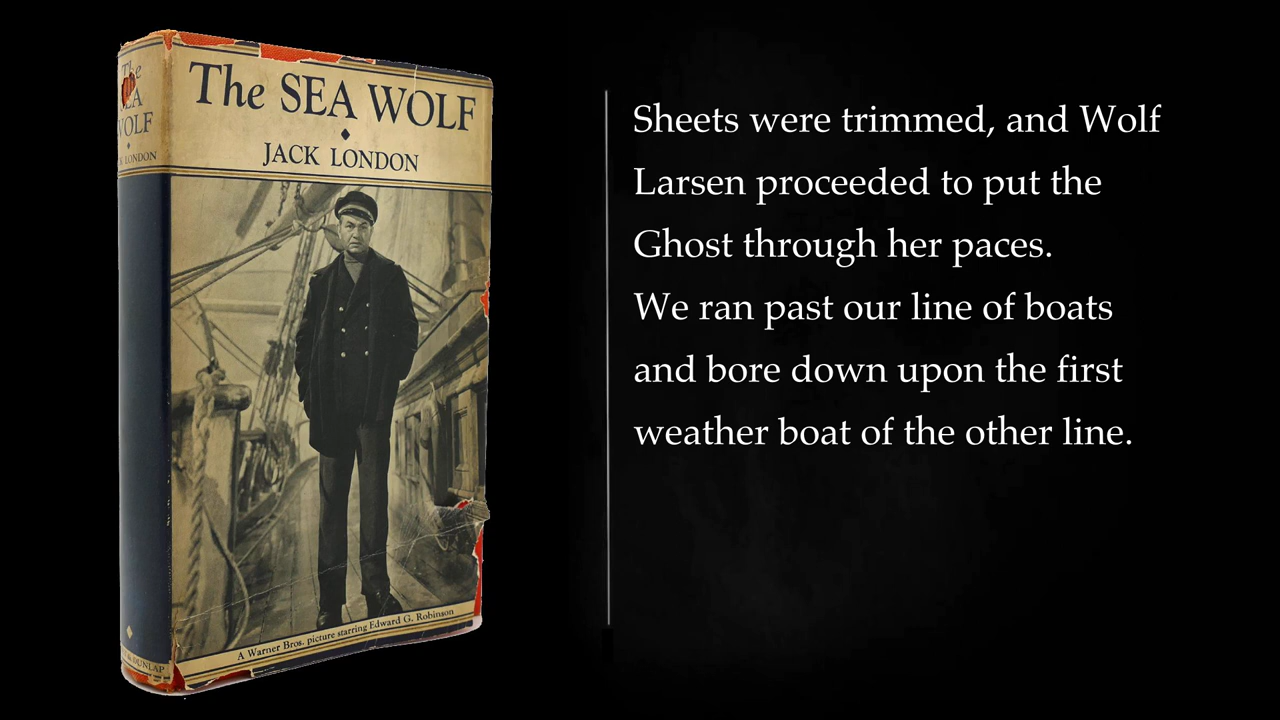 The
SEA
WOLF
LONDON
DUNLAP
The SEA WOLF
JACK LONDON
A Warner Bros. picture starring Edward G. Robinson
Sheets were trimmed, and Wolf
Larsen proceeded to put the
Ghost through her paces.
We ran past our line of boats
and bore down upon the first
weather boat of the other line.